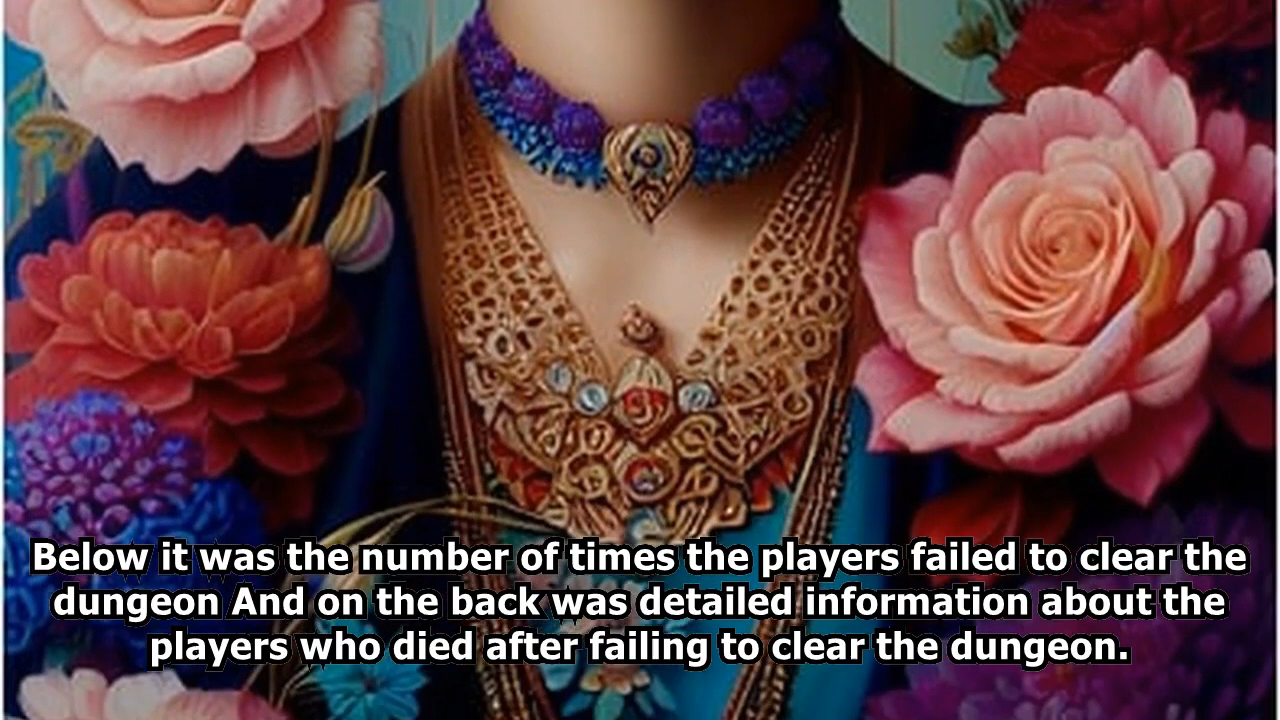 Below it was the number of times the players failed to clear the
dungeon And on the back was detailed information about the
players who died after failing to clear the dungeon.